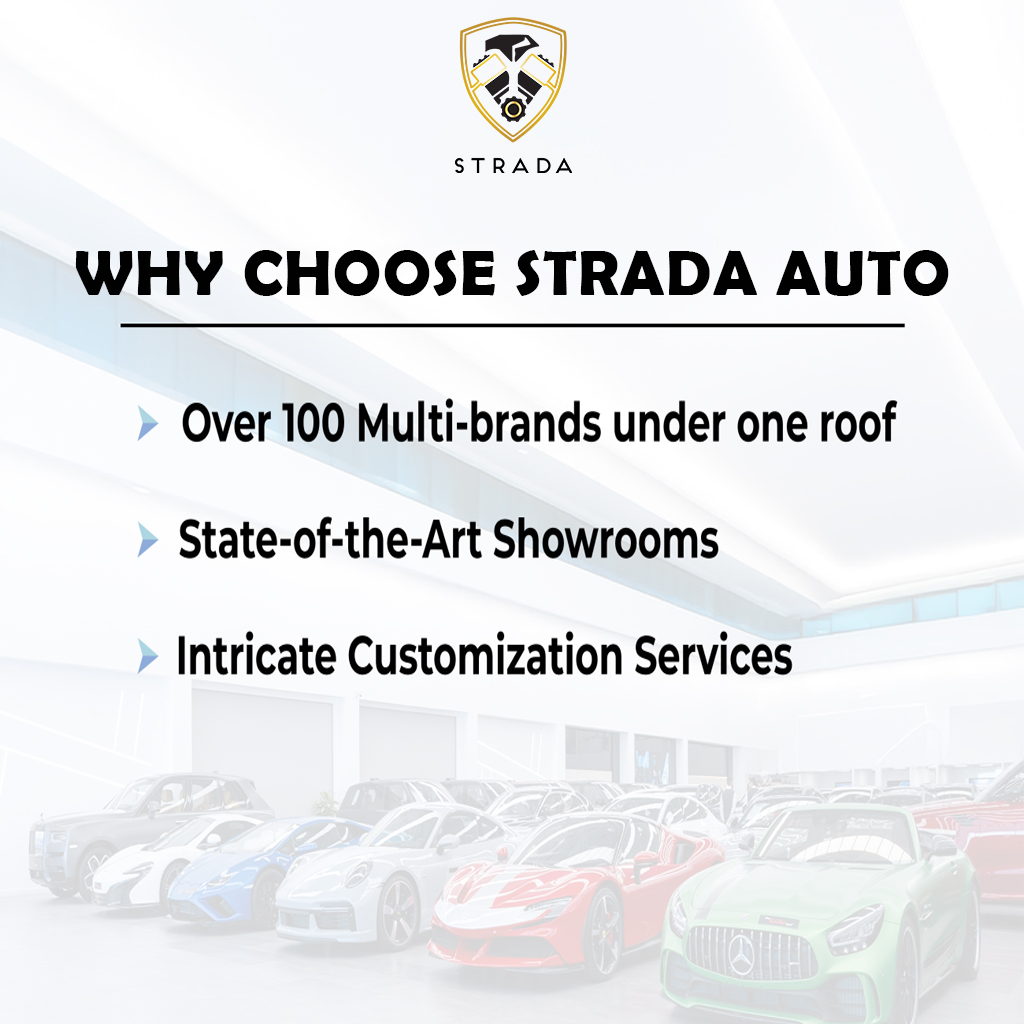 STRADA
WHY CHOOSE STRADA AUTO
Over 100 Multi-brands under one roof
State-of-the-Art Showrooms
Intricate Customization Services